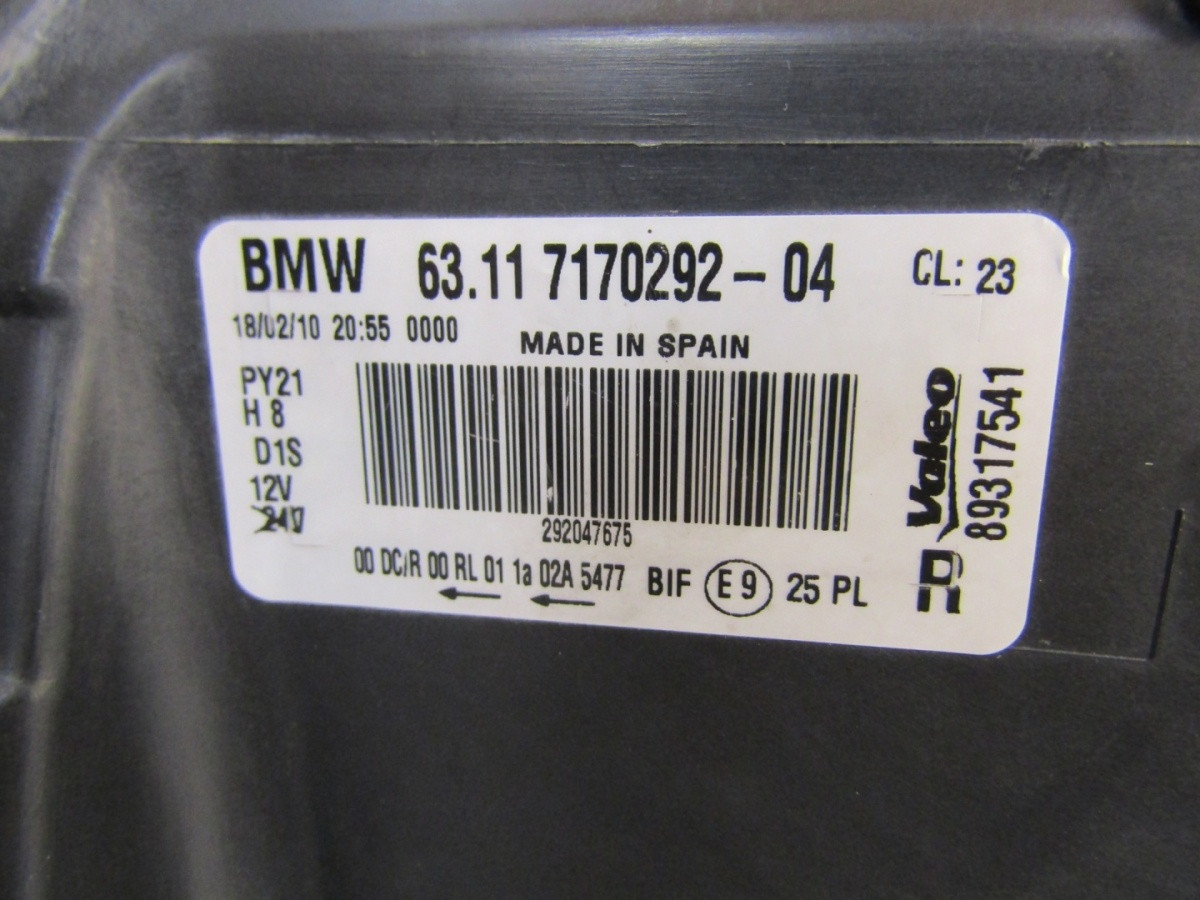 BMW 63.11 7170292-04 CL: 23
18/02/10 20:55 0000
MADE IN SPAIN
PY21
H 8
D1S
12V
24V
292047675
00 DC/R 00 RL 01 1a 02A 5477 BIF E9 25 PL
Valeo
89317541